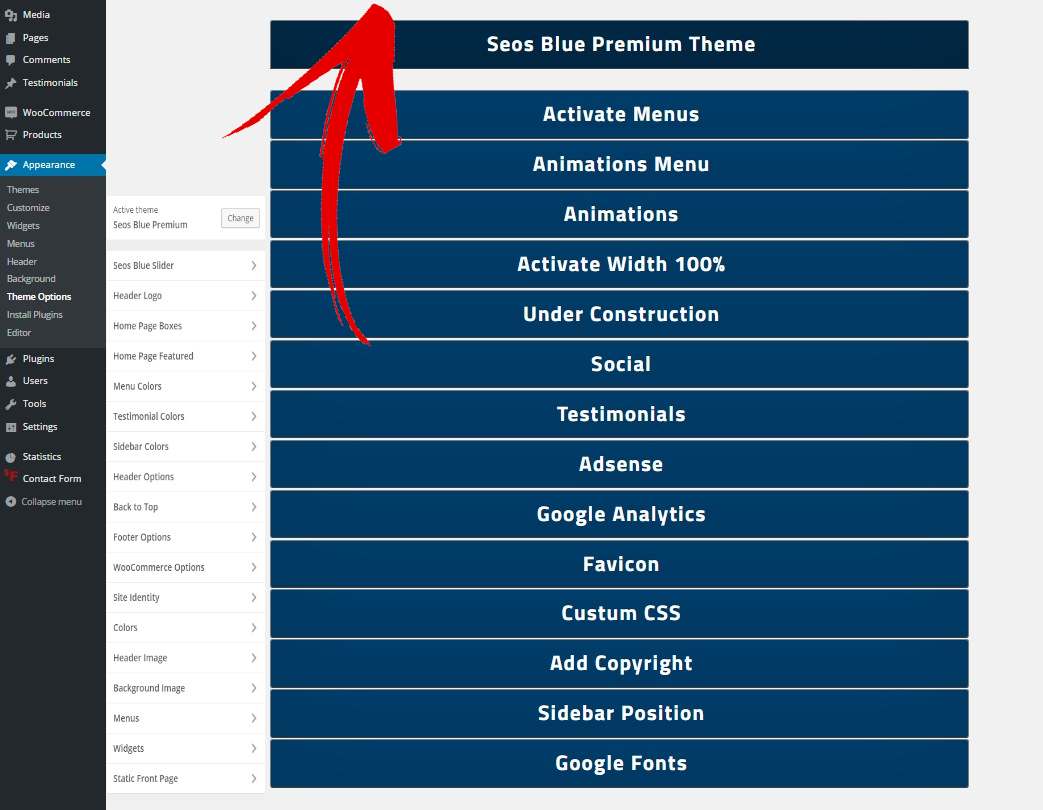 Media
Pages
Comments
Testimonials
WooCommerce
Products
Appearance
Themes
Customize
Widgets
Menus
Header
Background
Theme Options
Install Plugins
Editor
Plugins
Users
Tools
Settings
Statistics
Contact Form
Collapse menu
Active theme
Seos Blue Premium
Change
Seos Blue Slider
Header Logo
Home Page Boxes
Home Page Featured
Menu Colors
Testimonial Colors
Sidebar Colors
Header Options
Back to Top
Footer Options
WooCommerce Options
Site Identity
Colors
Header Image
Background Image
Menus
Widgets
Static Front Page
Seos Blue Premium Theme
Activate Menus
Animations Menu
Animations
Activate Width 100%
Under Construction
Social
Testimonials
Adsense
Google Analytics
Favicon
Custum CSS
Add Copyright
Sidebar Position
Google Fonts